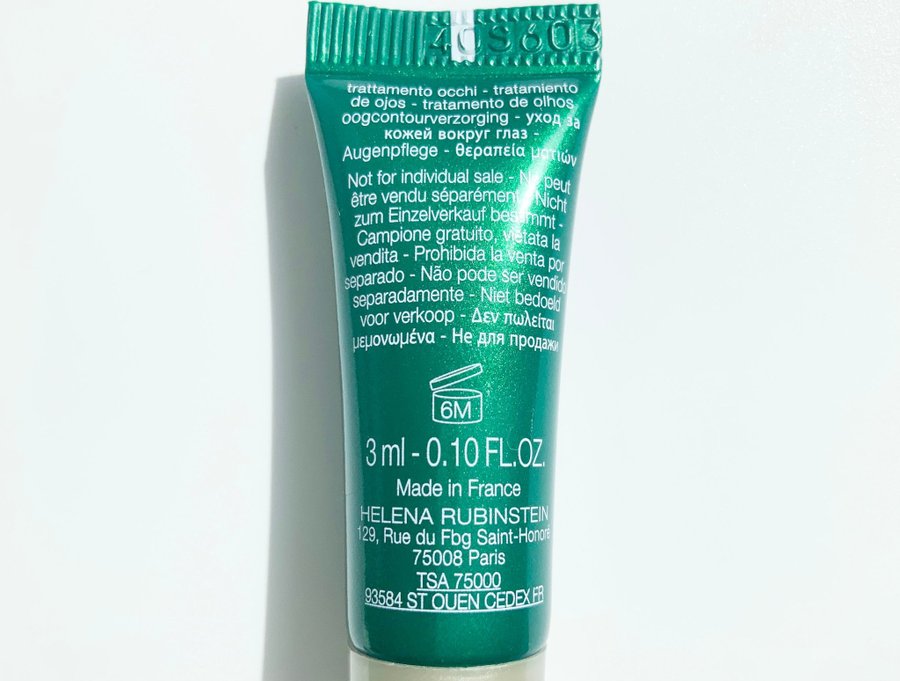 40S603
trattamento occhi - tratamiento
de ojos - tratamento de olhos
oogcontourverzorging - уход за
кожей вокруг глаз -
Augenpflege - θεραπεία ματιών
Not for individual sale - Ne peut
être vendu séparément - Nicht
zum Einzelverkauf bestimmt -
Campione gratuito, vietata la
vendita - Prohibida la venta por
separado - Não pode ser vendido
separadamente - Niet bedoeld
voor verkoop - Δεν πωλείται
μεμονωμένα - Не для продажи
6M
3 ml - 0.10 FL.OZ.
Made in France
HELENA RUBINSTEIN
129, Rue du Fbg Saint-Honoré
75008 Paris
TSA 75000
93584 ST OUEN CEDEX FR